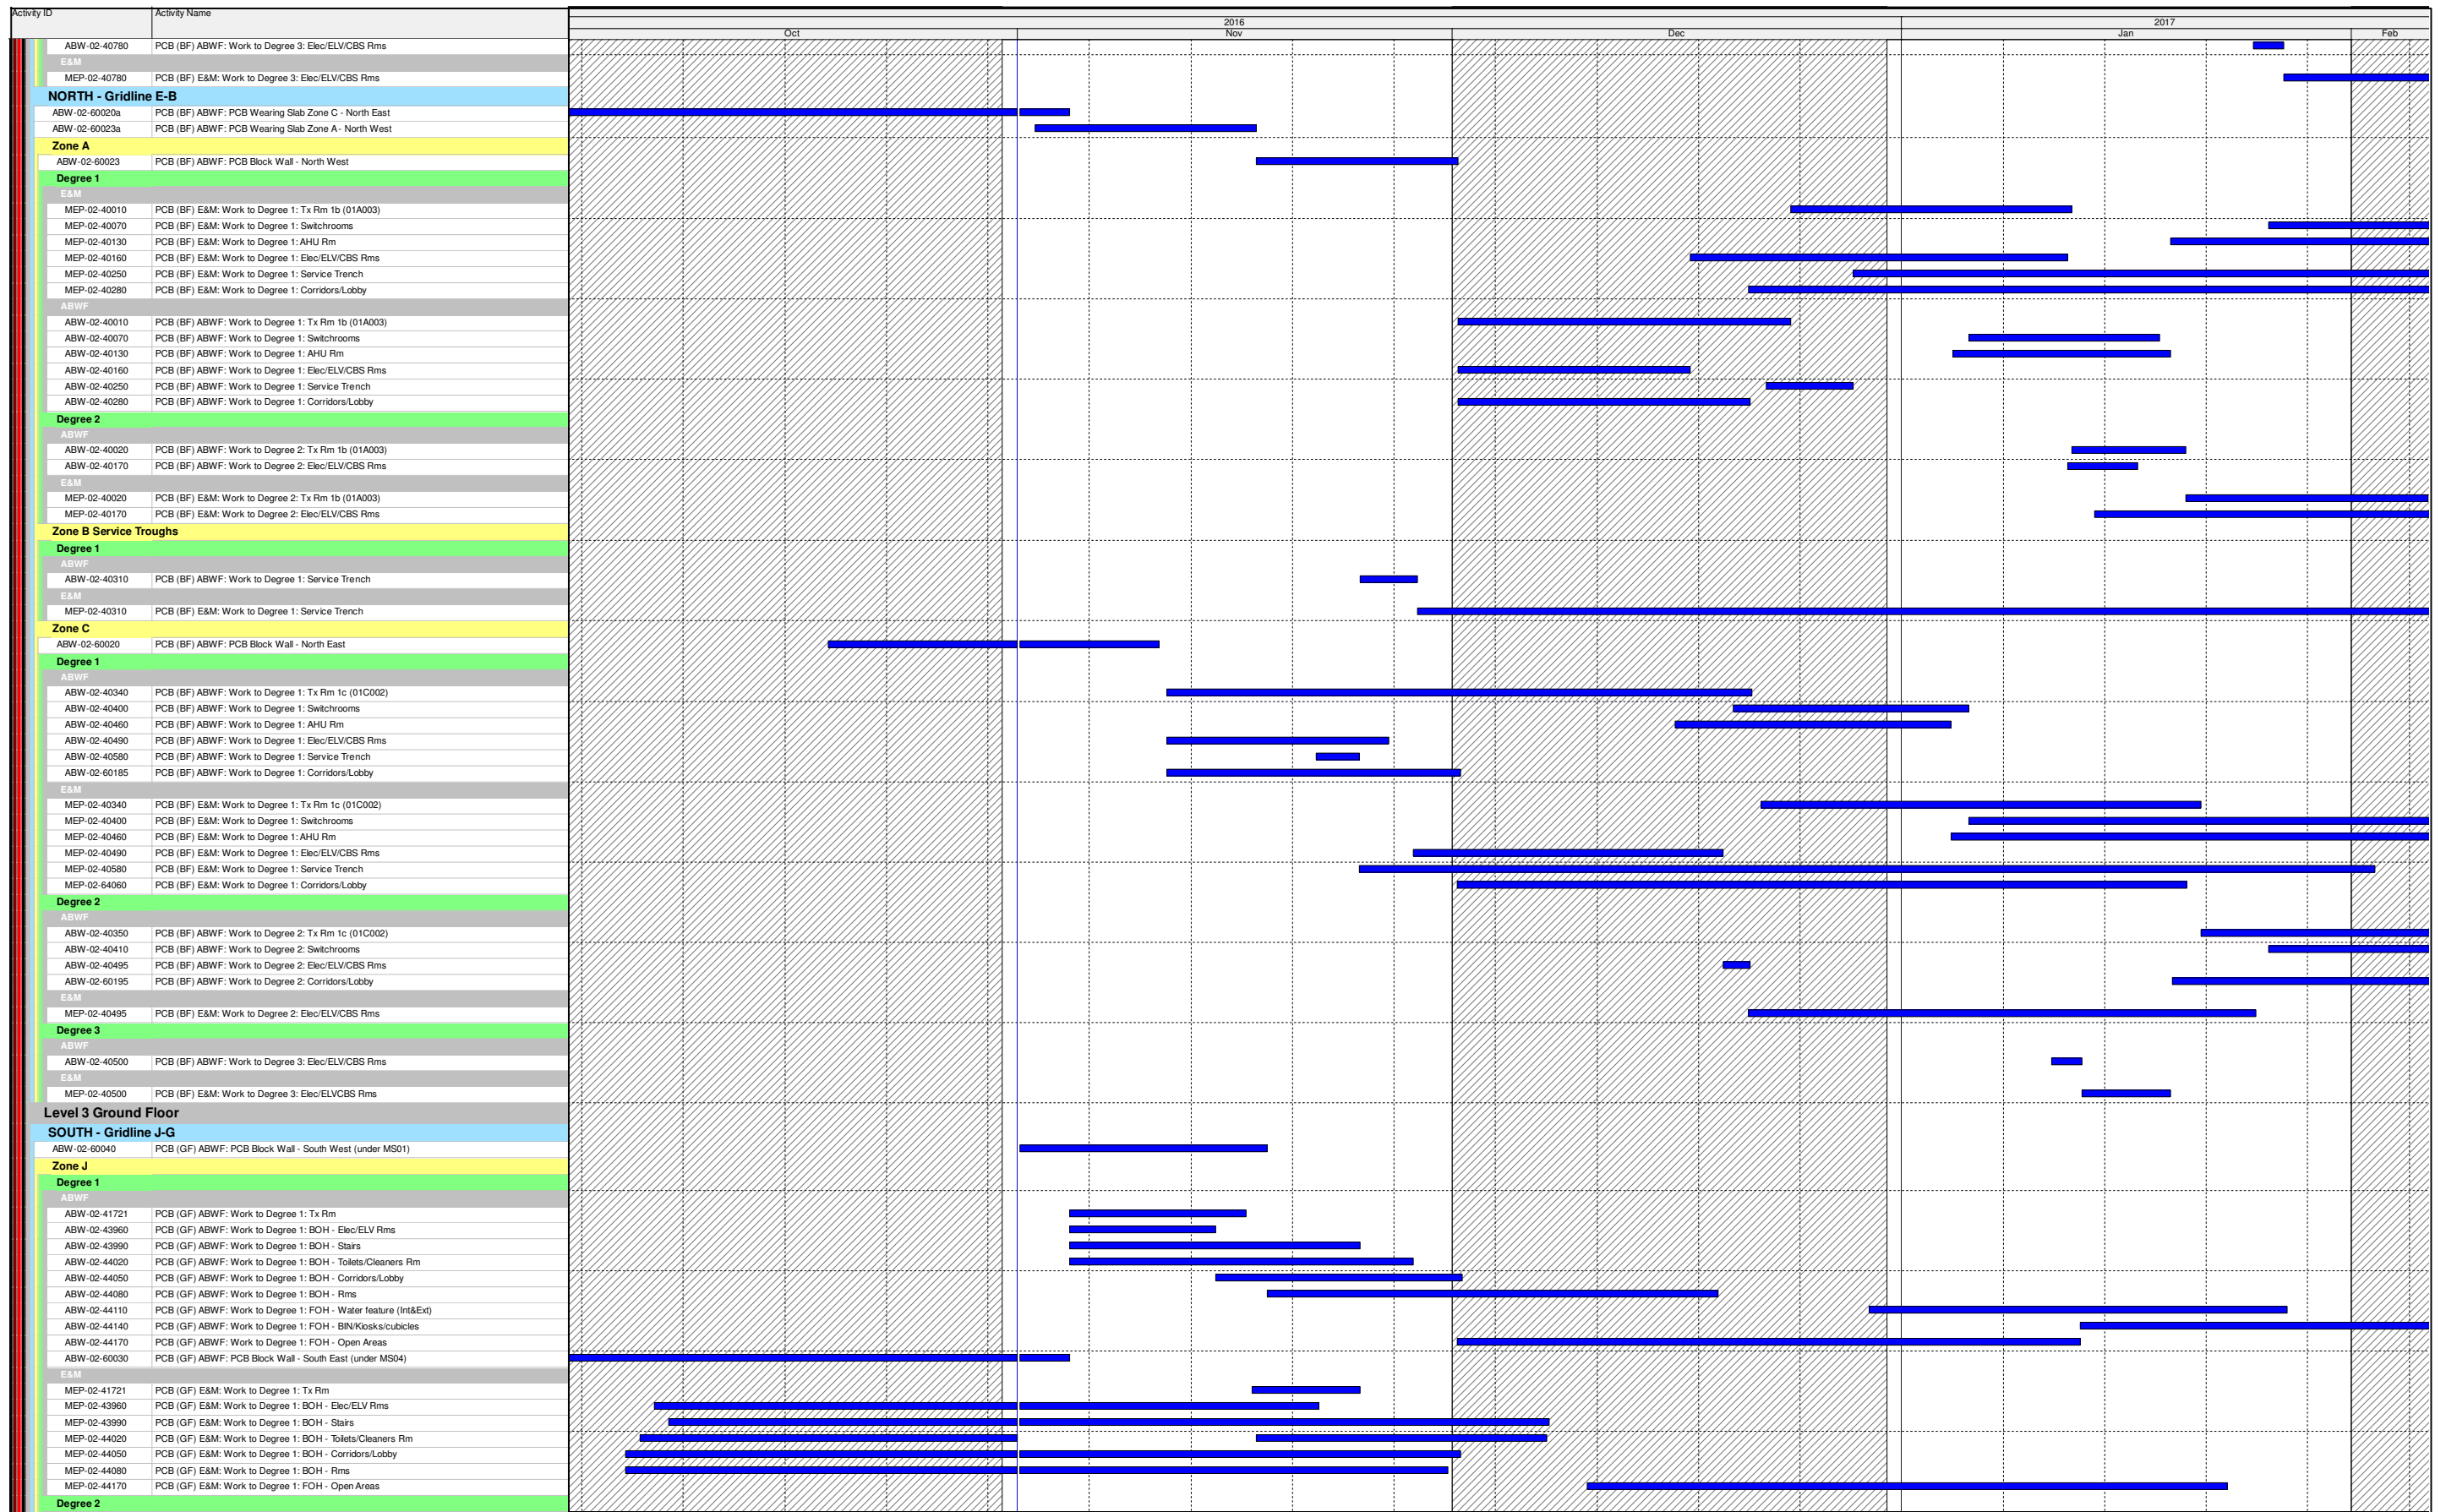 Activity ID Activity Name
2016 2017
Oct Nov Dec Jan Feb
ABW-02-40780 PCB (BF) ABWF: Work to Degree 3: Elec/ELV/CBS Rms
E&M
MEP-02-40780 PCB (BF) E&M: Work to Degree 3: Elec/ELV/CBS Rms
NORTH - Gridline E-B
ABW-02-60020a PCB (BF) ABWF: PCB Wearing Slab Zone C - North East
ABW-02-60023a PCB (BF) ABWF: PCB Wearing Slab Zone A - North West
Zone A
ABW-02-60023 PCB (BF) ABWF: PCB Block Wall - North West
Degree 1
E&M
MEP-02-40010 PCB (BF) E&M: Work to Degree 1: Tx Rm 1b (01A003)
MEP-02-40070 PCB (BF) E&M: Work to Degree 1: Switchrooms
MEP-02-40130 PCB (BF) E&M: Work to Degree 1: AHU Rm
MEP-02-40160 PCB (BF) E&M: Work to Degree 1: Elec/ELV/CBS Rms
MEP-02-40250 PCB (BF) E&M: Work to Degree 1: Service Trench
MEP-02-40280 PCB (BF) E&M: Work to Degree 1: Corridors/Lobby
ABWF
ABW-02-40010 PCB (BF) ABWF: Work to Degree 1: Tx Rm 1b (01A003)
ABW-02-40070 PCB (BF) ABWF: Work to Degree 1: Switchrooms
ABW-02-40130 PCB (BF) ABWF: Work to Degree 1: AHU Rm
ABW-02-40160 PCB (BF) ABWF: Work to Degree 1: Elec/ELV/CBS Rms
ABW-02-40250 PCB (BF) ABWF: Work to Degree 1: Service Trench
ABW-02-40280 PCB (BF) ABWF: Work to Degree 1: Corridors/Lobby
Degree 2
ABWF
ABW-02-40020 PCB (BF) ABWF: Work to Degree 2: Tx Rm 1b (01A003)
ABW-02-40170 PCB (BF) ABWF: Work to Degree 2: Elec/ELV/CBS Rms
E&M
MEP-02-40020 PCB (BF) E&M: Work to Degree 2: Tx Rm 1b (01A003)
MEP-02-40170 PCB (BF) E&M: Work to Degree 2: Elec/ELV/CBS Rms
Zone B Service Troughs
Degree 1
ABWF
ABW-02-40310 PCB (BF) ABWF: Work to Degree 1: Service Trench
E&M
MEP-02-40310 PCB (BF) E&M: Work to Degree 1: Service Trench
Zone C
ABW-02-60020 PCB (BF) ABWF: PCB Block Wall - North East
Degree 1
ABWF
ABW-02-40340 PCB (BF) ABWF: Work to Degree 1: Tx Rm 1c (01C002)
ABW-02-40400 PCB (BF) ABWF: Work to Degree 1: Switchrooms
ABW-02-40460 PCB (BF) ABWF: Work to Degree 1: AHU Rm
ABW-02-40490 PCB (BF) ABWF: Work to Degree 1: Elec/ELV/CBS Rms
ABW-02-40580 PCB (BF) ABWF: Work to Degree 1: Service Trench
ABW-02-60185 PCB (BF) ABWF: Work to Degree 1: Corridors/Lobby
E&M
MEP-02-40340 PCB (BF) E&M: Work to Degree 1: Tx Rm 1c (01C002)
MEP-02-40400 PCB (BF) E&M: Work to Degree 1: Switchrooms
MEP-02-40460 PCB (BF) E&M: Work to Degree 1: AHU Rm
MEP-02-40490 PCB (BF) E&M: Work to Degree 1: Elec/ELV/CBS Rms
MEP-02-40580 PCB (BF) E&M: Work to Degree 1: Service Trench
MEP-02-64060 PCB (BF) E&M: Work to Degree 1: Corridors/Lobby
Degree 2
ABWF
ABW-02-40350 PCB (BF) ABWF: Work to Degree 2: Tx Rm 1c (01C002)
ABW-02-40410 PCB (BF) ABWF: Work to Degree 2: Switchrooms
ABW-02-40495 PCB (BF) ABWF: Work to Degree 2: Elec/ELV/CBS Rms
ABW-02-60195 PCB (BF) ABWF: Work to Degree 2: Corridors/Lobby
E&M
MEP-02-40495 PCB (BF) E&M: Work to Degree 2: Elec/ELV/CBS Rms
Degree 3
ABWF
ABW-02-40500 PCB (BF) ABWF: Work to Degree 3: Elec/ELV/CBS Rms
E&M
MEP-02-40500 PCB (BF) E&M: Work to Degree 3: Elec/ELVCBS Rms
Level 3 Ground Floor
SOUTH - Gridline J-G
ABW-02-60040 PCB (GF) ABWF: PCB Block Wall - South West (under MS01)
Zone J
Degree 1
ABWF
ABW-02-41721 PCB (GF) ABWF: Work to Degree 1: Tx Rm
ABW-02-43960 PCB (GF) ABWF: Work to Degree 1: BOH - Elec/ELV Rms
ABW-02-43990 PCB (GF) ABWF: Work to Degree 1: BOH - Stairs
ABW-02-44020 PCB (GF) ABWF: Work to Degree 1: BOH - Toilets/Cleaners Rm
ABW-02-44050 PCB (GF) ABWF: Work to Degree 1: BOH - Corridors/Lobby
ABW-02-44080 PCB (GF) ABWF: Work to Degree 1: BOH - Rms
ABW-02-44110 PCB (GF) ABWF: Work to Degree 1: FOH - Water feature (Int&Ext)
ABW-02-44140 PCB (GF) ABWF: Work to Degree 1: FOH - BIN/Kiosks/cubicles
ABW-02-44170 PCB (GF) ABWF: Work to Degree 1: FOH - Open Areas
ABW-02-60030 PCB (GF) ABWF: PCB Block Wall - South East (under MS04)
E&M
MEP-02-41721 PCB (GF) E&M: Work to Degree 1: Tx Rm
MEP-02-43960 PCB (GF) E&M: Work to Degree 1: BOH - Elec/ELV Rms
MEP-02-43990 PCB (GF) E&M: Work to Degree 1: BOH - Stairs
MEP-02-44020 PCB (GF) E&M: Work to Degree 1: BOH - Toilets/Cleaners Rm
MEP-02-44050 PCB (GF) E&M: Work to Degree 1: BOH - Corridors/Lobby
MEP-02-44080 PCB (GF) E&M: Work to Degree 1: BOH - Rms
MEP-02-44170 PCB (GF) E&M: Work to Degree 1: FOH - Open Areas
Degree 2